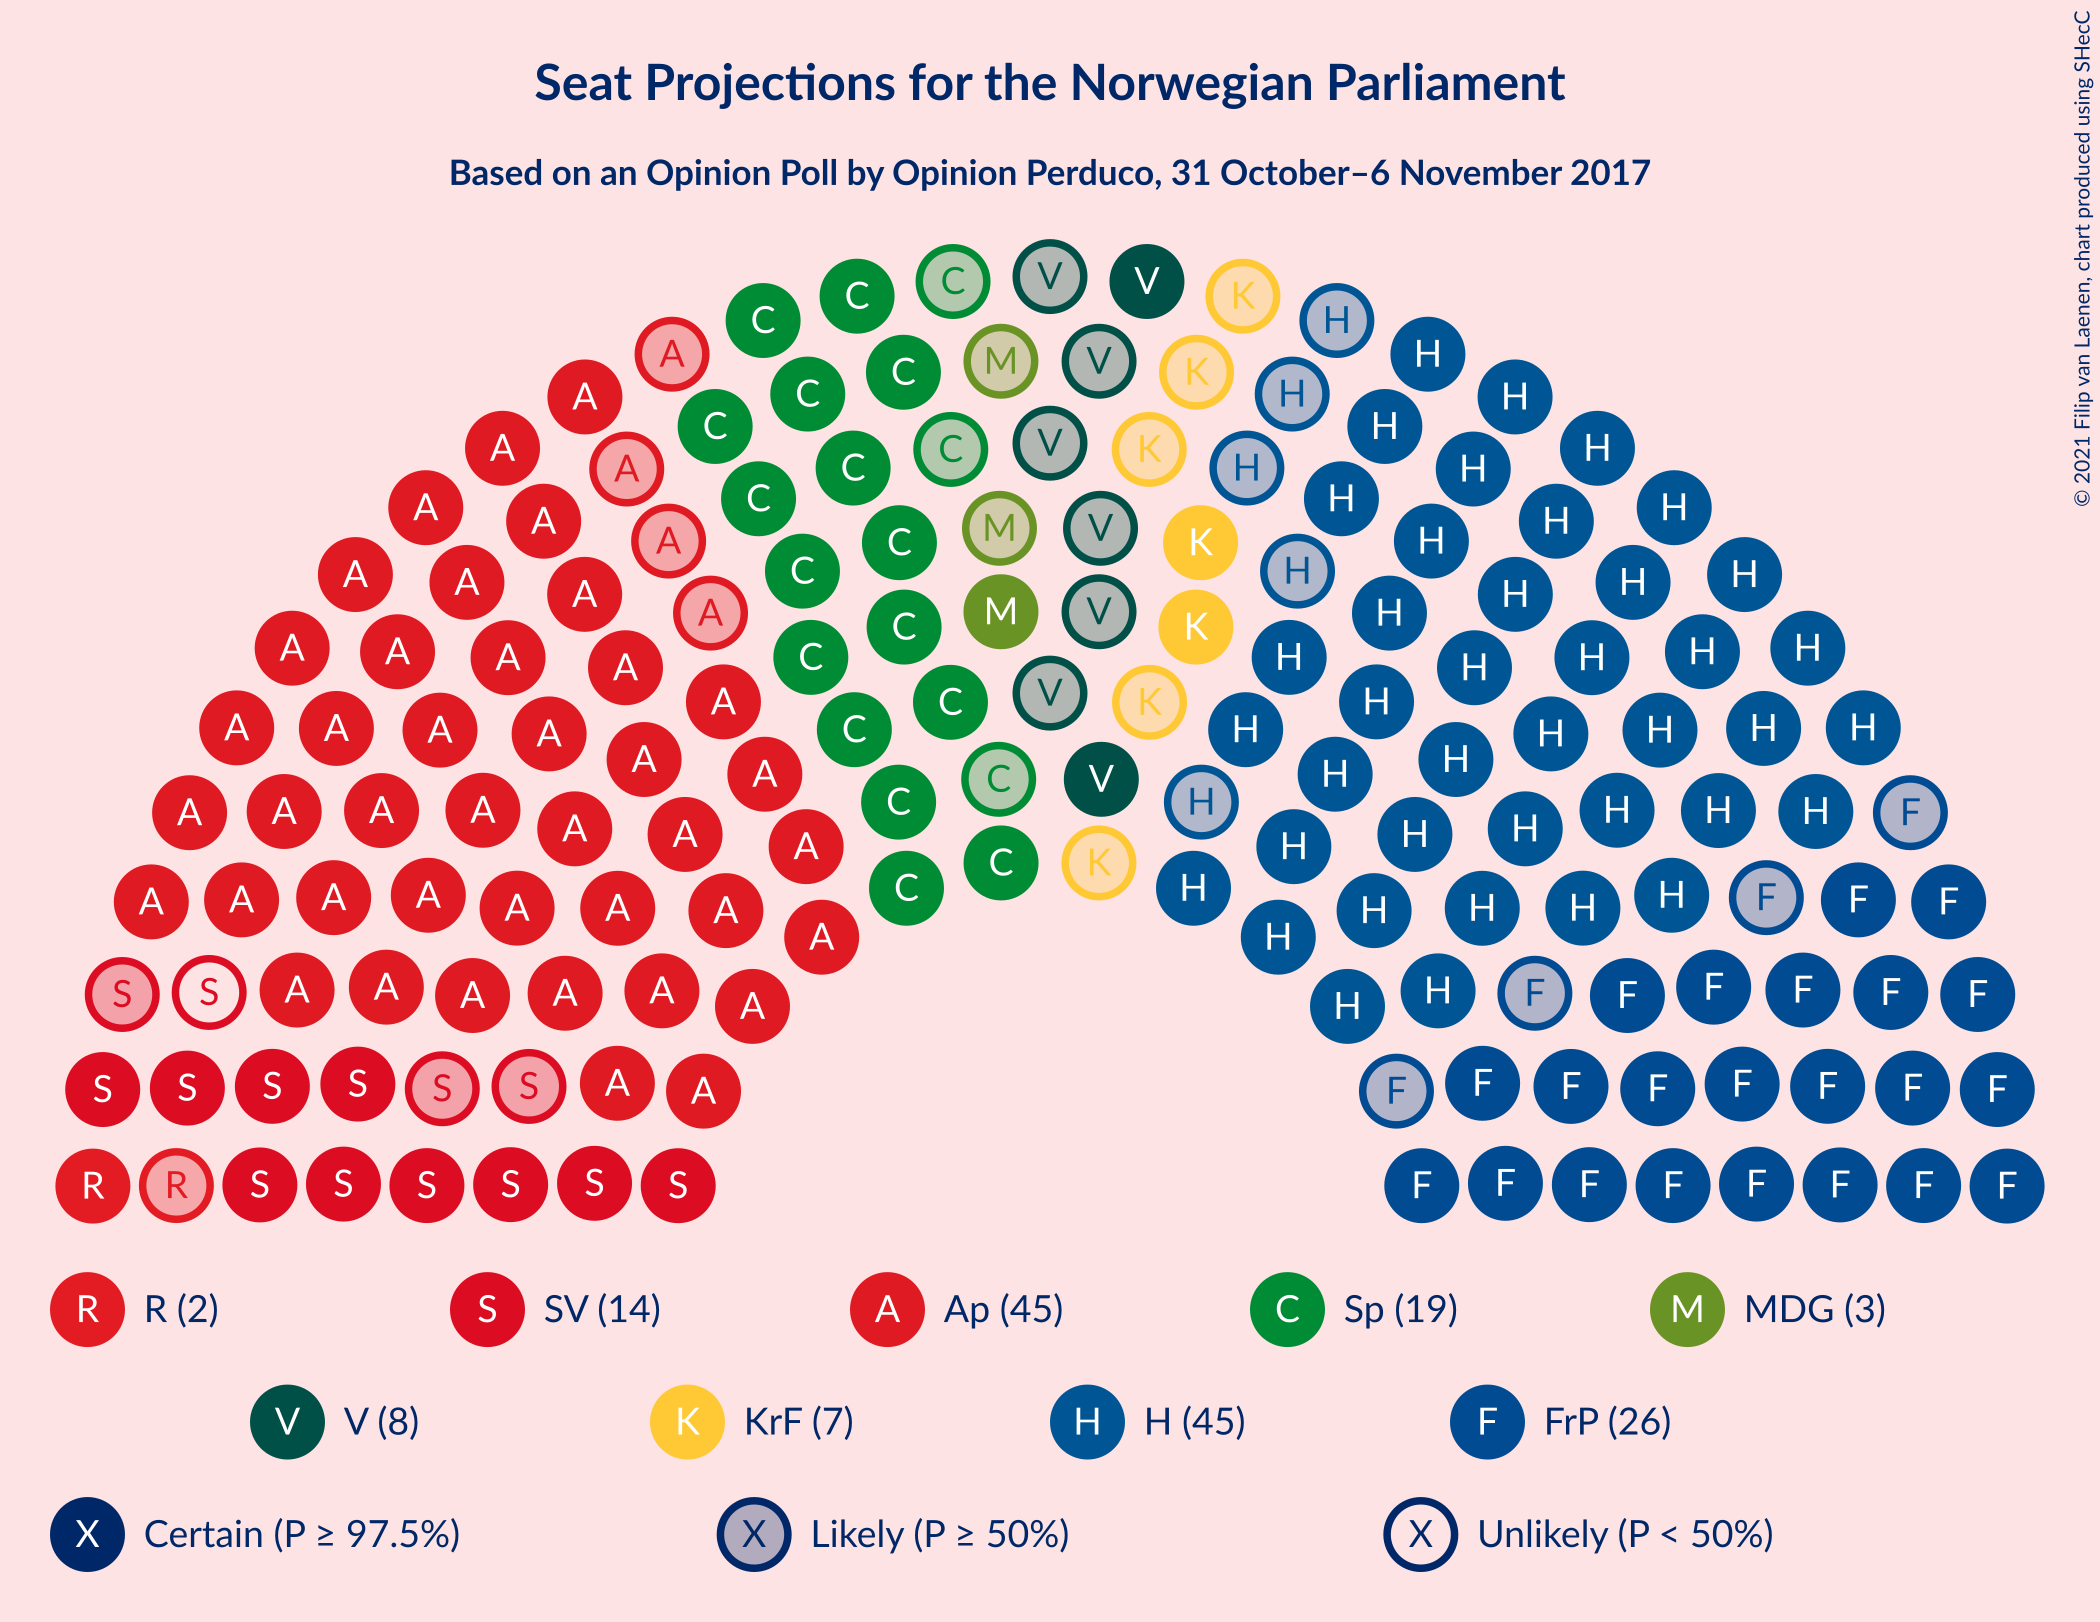 © 2021 Filip van Laenen, chart produced using SHecC
Seat Projections for the Norwegian Parliament
Based on an Opinion Poll by Opinion Perduco, 31 October–6 November 2017
C C C V V K H
A A C C M V K H H H
A A C C C V K H H H H
A A A C C M V K H H H H
A A A A C C M V K H H H H H
A A A A A C C V K H H H H H H
A A A A A A C C V H H H H H H H
A A A A A A A C C K H H H H H H H F
A A A A A A A A C H H H H H H F F F
S S A A A A A A H H F F F F F F
S S S S S S A A F F F F F F F F
R R S S S S S S F F F F F F F F
R R (2) S SV (14) A Ap (45) C Sp (19) M MDG (3)
V V (8) K KrF (7) H H (45) F FrP (26)
X Certain (P ≥ 97.5%) X Likely (P ≥ 50%) X Unlikely (P < 50%)